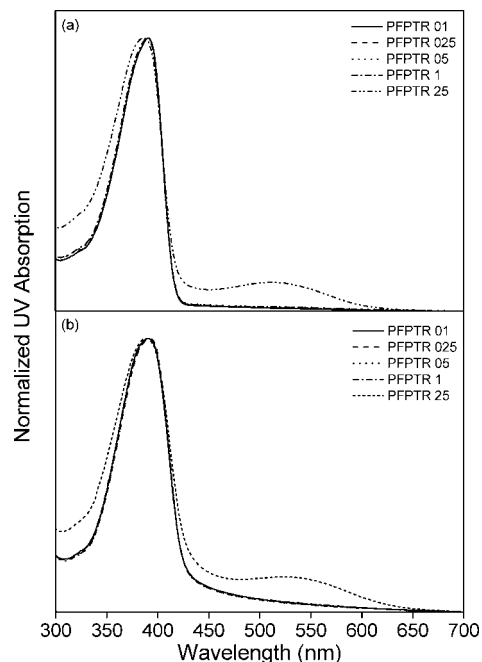 (a)
PFPTR 01
PFPTR 025
PFPTR 05
PFPTR 1
PFPTR 25
Normalized UV Absorption
(b)
PFPTR 01
PFPTR 025
PFPTR 05
PFPTR 1
PFPTR 25
300 350 400 450 500 550 600 650 700
Wavelength (nm)